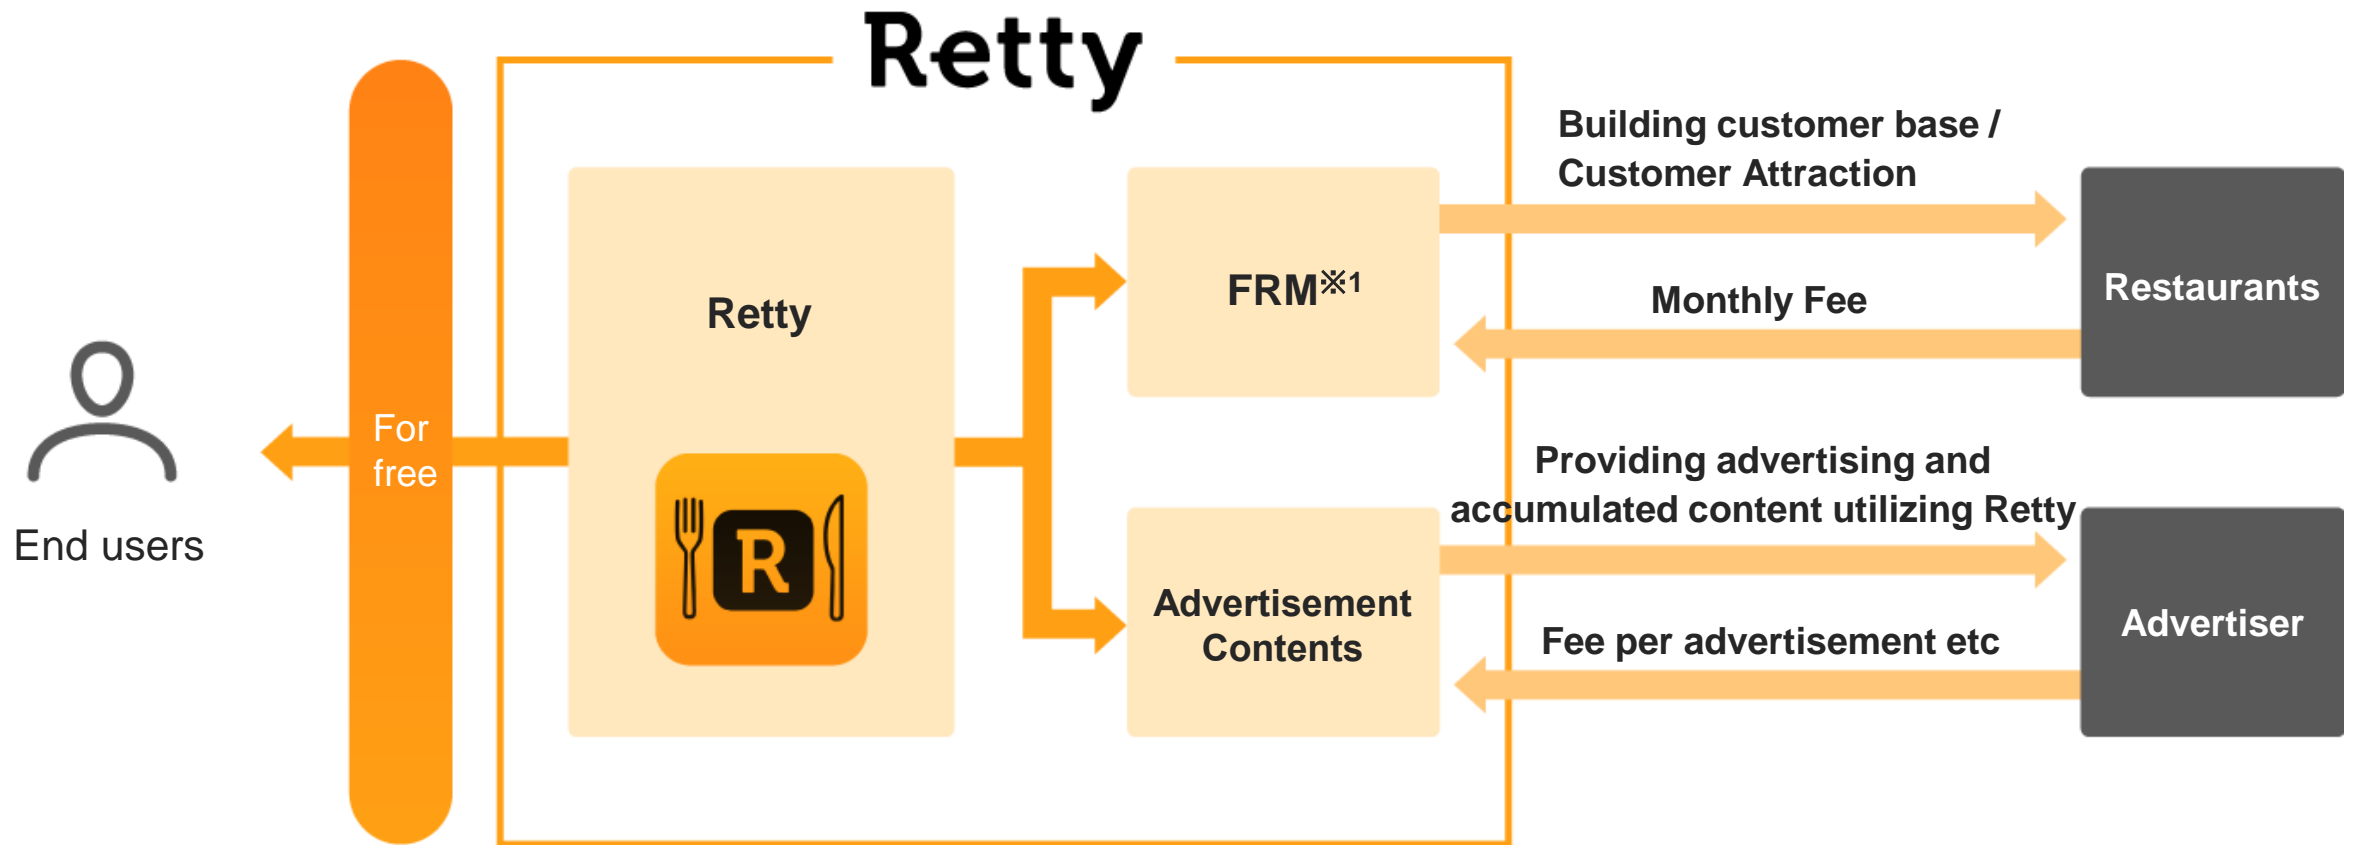 Retty
Building customer base /
Customer Attraction
Retty
FRM※1
Monthly Fee
Restaurants
For
free
End users
R
Providing advertising and
accumulated content utilizing Retty
Advertisement
Contents
Fee per advertisement etc
Advertiser